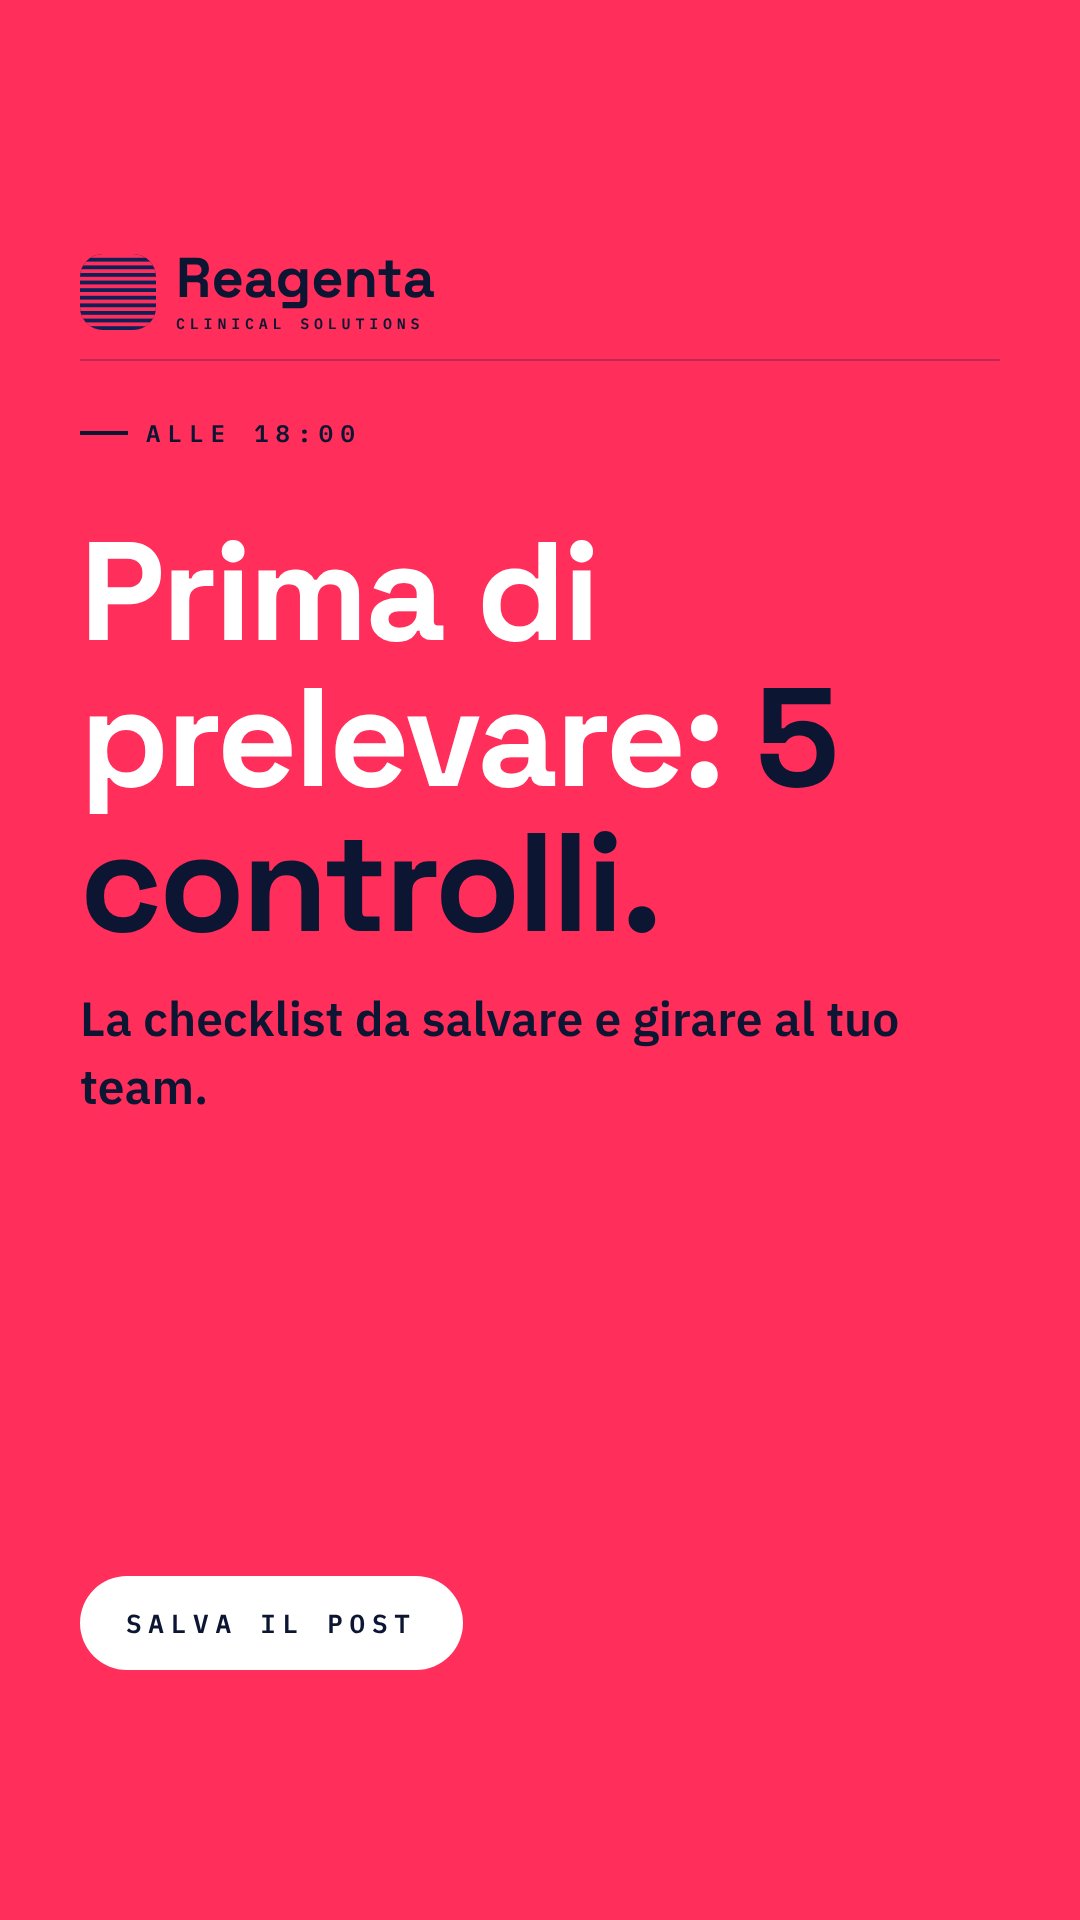 Reagenta
CLINICAL SOLUTIONS
ALLE 18:00
Prima di
prelevare: 5
controlli.
La checklist da salvare e girare al tuo
team.
SALVA IL POST